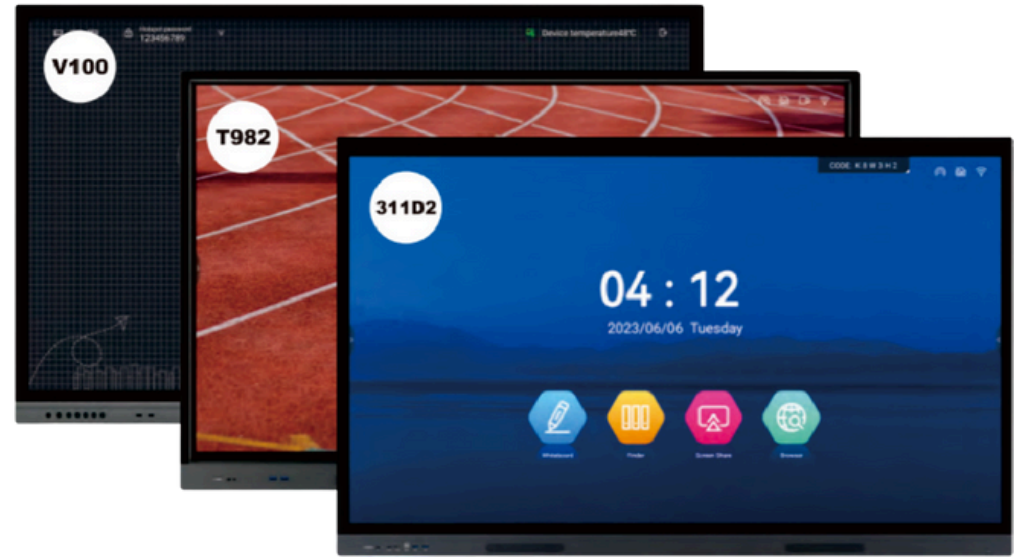 Hotspot password
123456789
Device temperature48℃
V100
T982
CODE: K 8 W 3 H 2
311D2
04 : 12
2023/06/06 Tuesday
Whiteboard
Finder
Screen Share
Browser